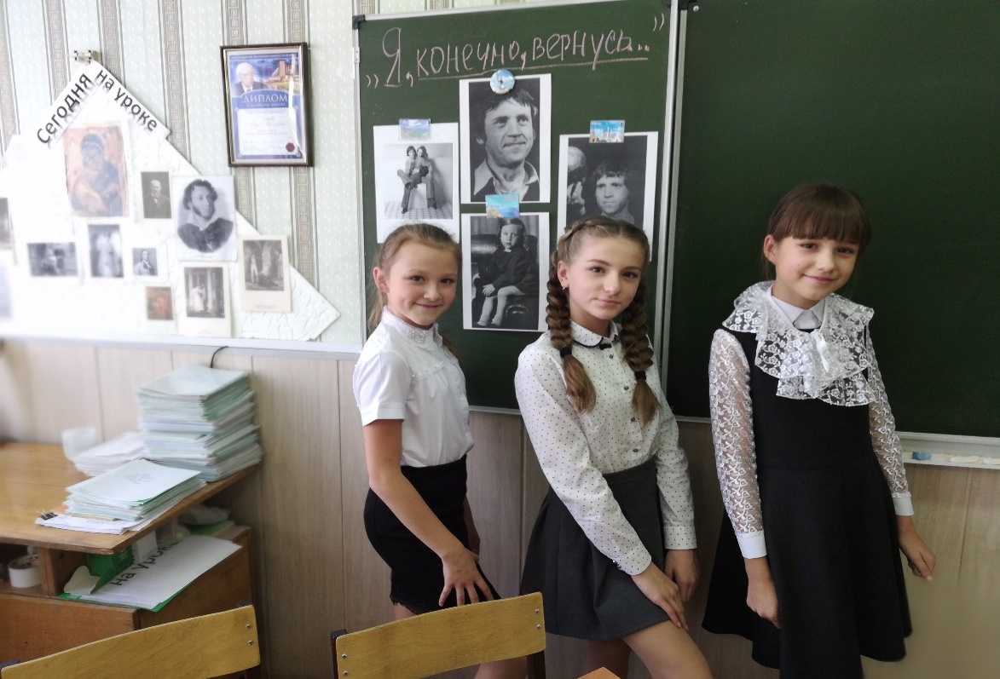 Сегодня на уроке
ДИПЛОМ
„Я, конечно, вернусь..."
на уроке